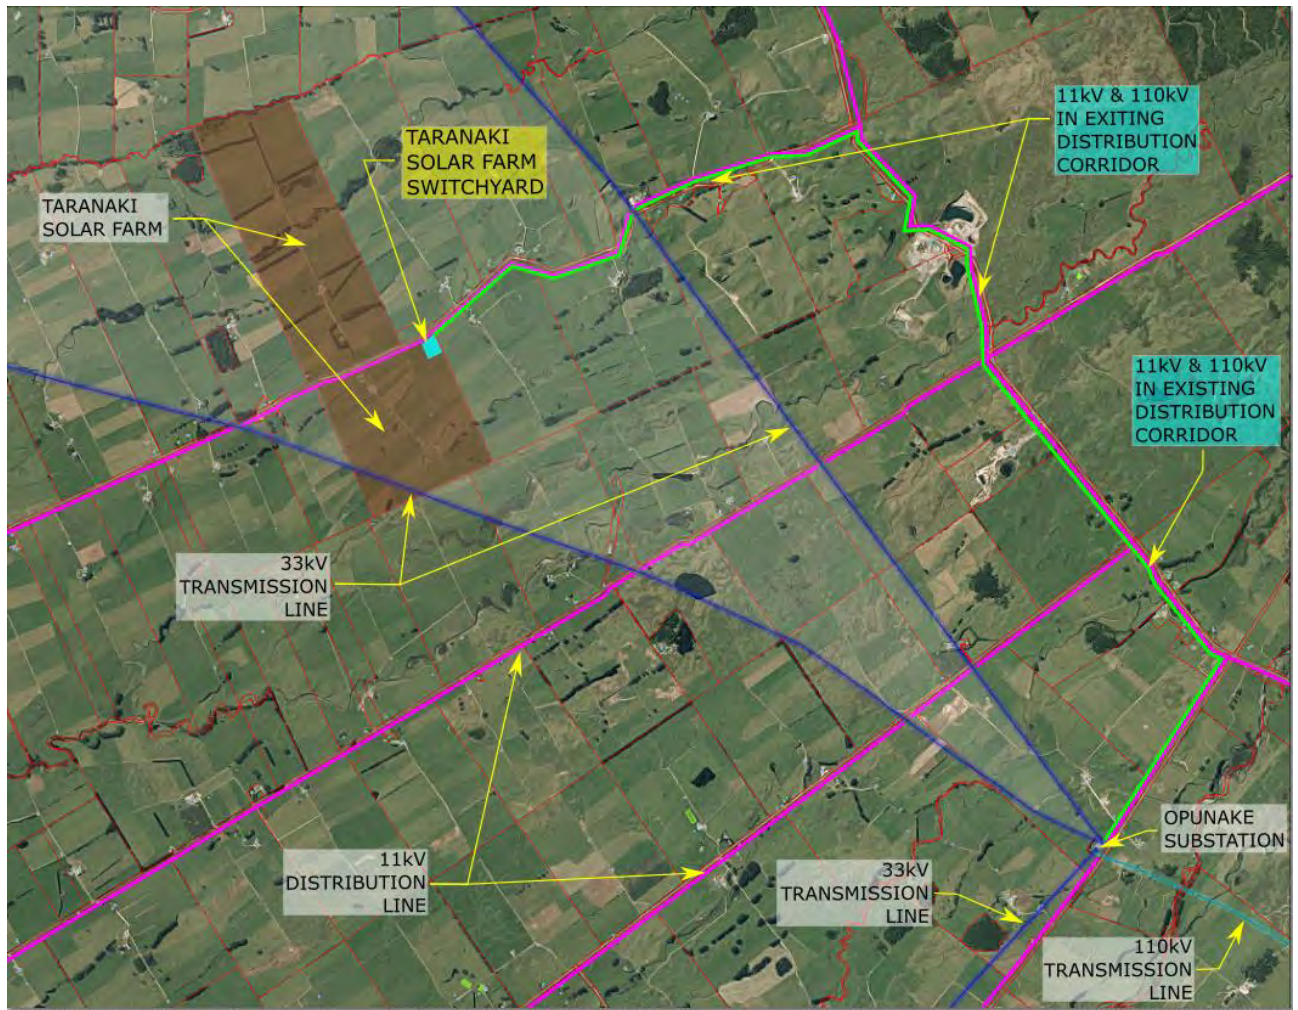 11kV & 110kV
IN EXITING
DISTRIBUTION
CORRIDOR
TARANAKI
SOLAR FARM
SWITCHYARD
TARANAKI
SOLAR FARM
11kV & 110kV
IN EXISTING
DISTRIBUTION
CORRIDOR
33kV
TRANSMISSION
LINE
OPUNAKE
SUBSTATION
11kV
DISTRIBUTION
LINE
33kV
TRANSMISSION
LINE
110kV
TRANSMISSION
LINE